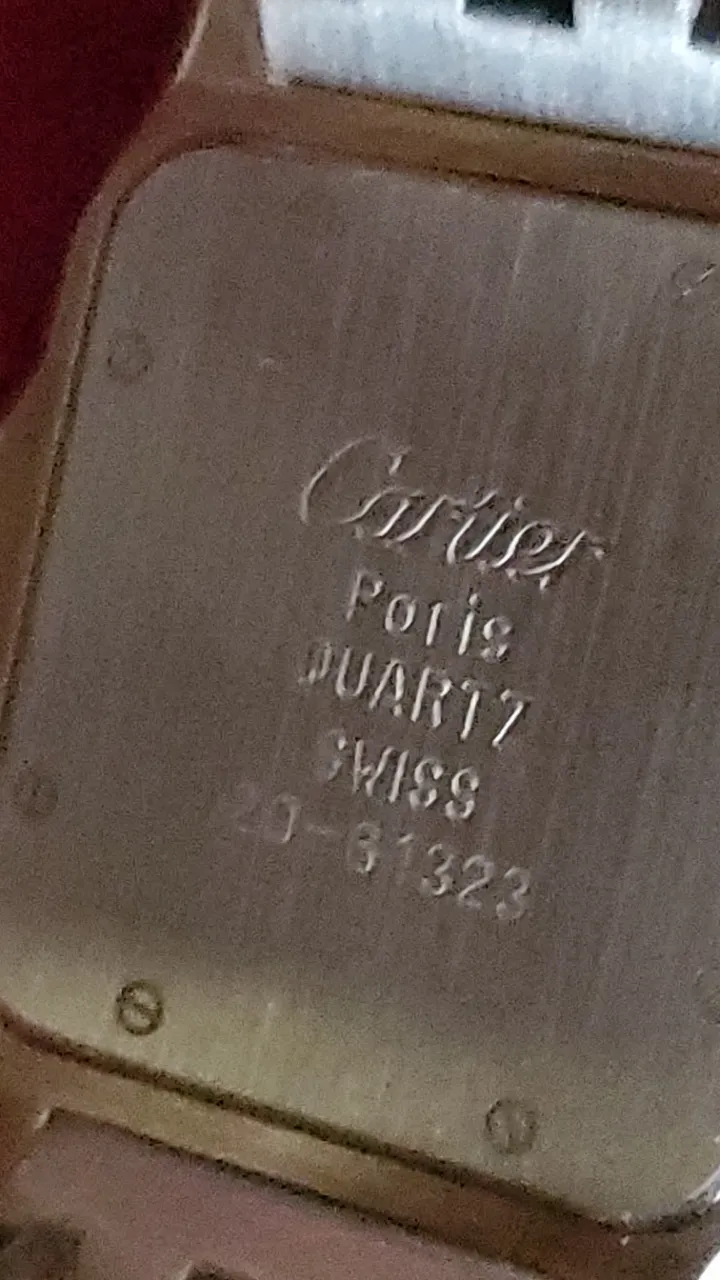 Cartier
Paris
QUARTZ
SWISS
20-61323